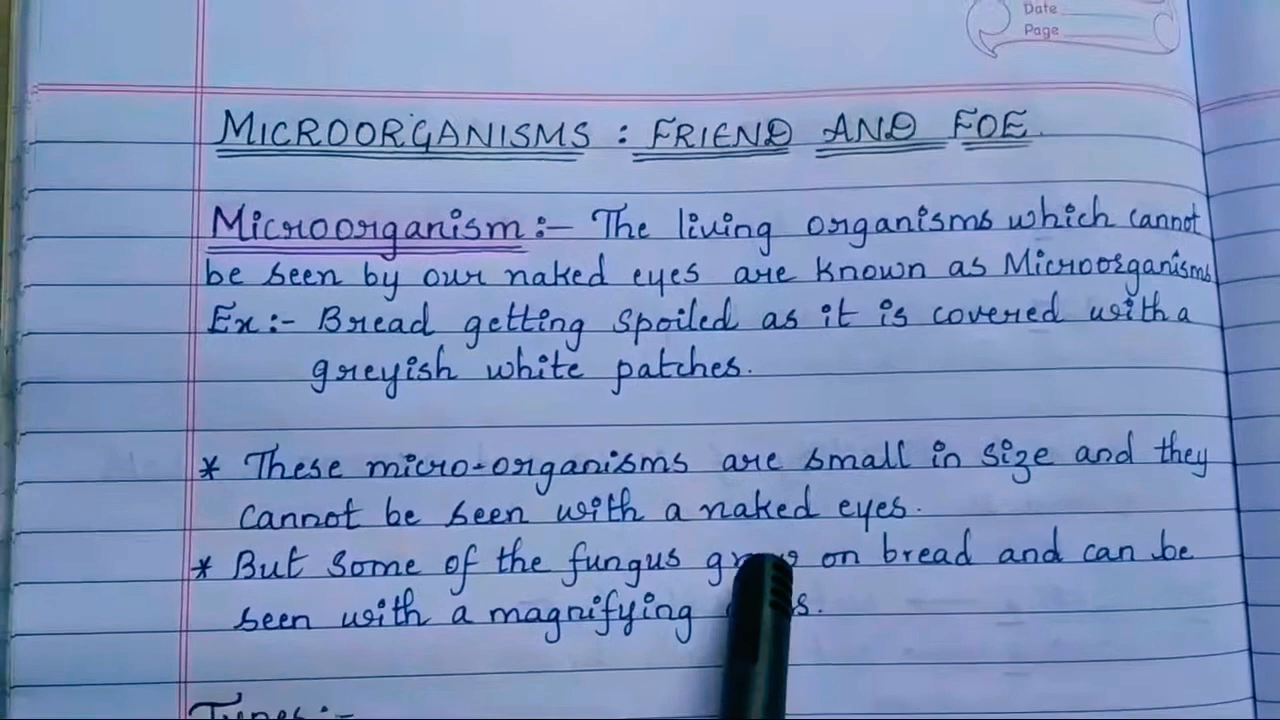 Date
Page
MICROORGANISMS : FRIEND AND FOE.
Microorganism :- The living organisms which cannot
be seen by our naked eyes are known as Microorganisms
Ex:- Bread getting spoiled as it is covered with a
greyish white patches.
* These micro-organisms are small in size and they
cannot be seen with a naked eyes.
* But some of the fungus on bread and can be
seen with a magnifying
Types :-